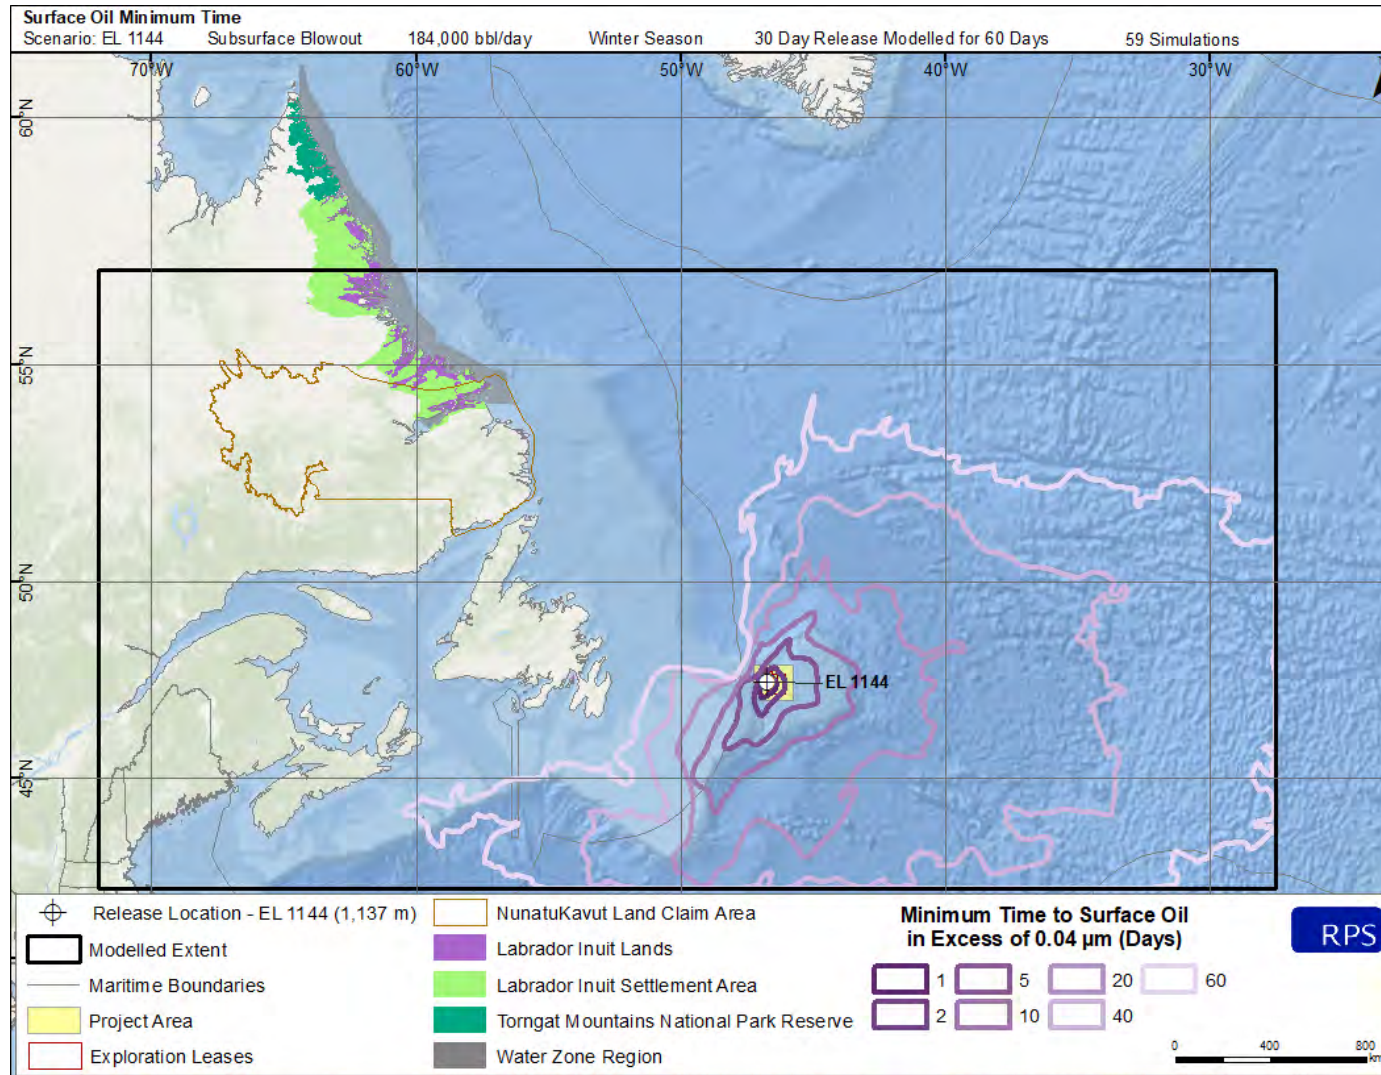 Surface Oil Minimum Time
Scenario: EL 1144 Subsurface Blowout 184,000 bbl/day Winter Season 30 Day Release Modelled for 60 Days 59 Simulations
70°W 60°W 50°W 40°W 30°W
60°N
55°N
50°N
45°N
EL 1144
Release Location - EL 1144 (1,137 m)
Modelled Extent
Maritime Boundaries
Project Area
Exploration Leases
NunatuKavut Land Claim Area
Labrador Inuit Lands
Labrador Inuit Settlement Area
Torngat Mountains National Park Reserve
Water Zone Region
Minimum Time to Surface Oil
in Excess of 0.04 µm (Days)
1 5 20 60
2 10 40
RPS
0 400 800
km